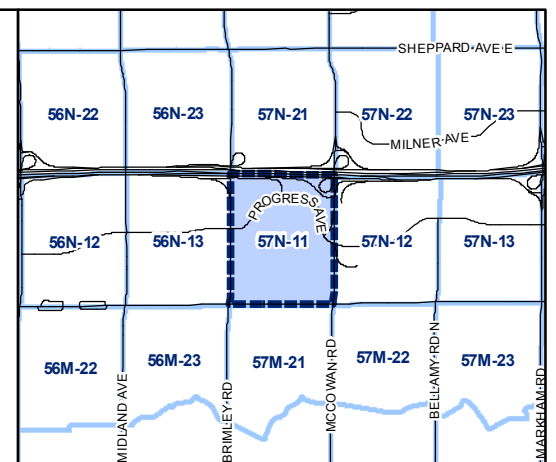 SHEPPARD AVE E
56N-22
56N-23
57N-21
57N-22
57N-23
MILNER AVE
PROGRESS AVE
56N-12
56N-13
57N-11
57N-12
57N-13
56M-22
56M-23
57M-21
57M-22
57M-23
MIDLAND AVE
BRIMLEY RD
MCCOWAN RD
BELLAMY RD N
MARKHAM RD